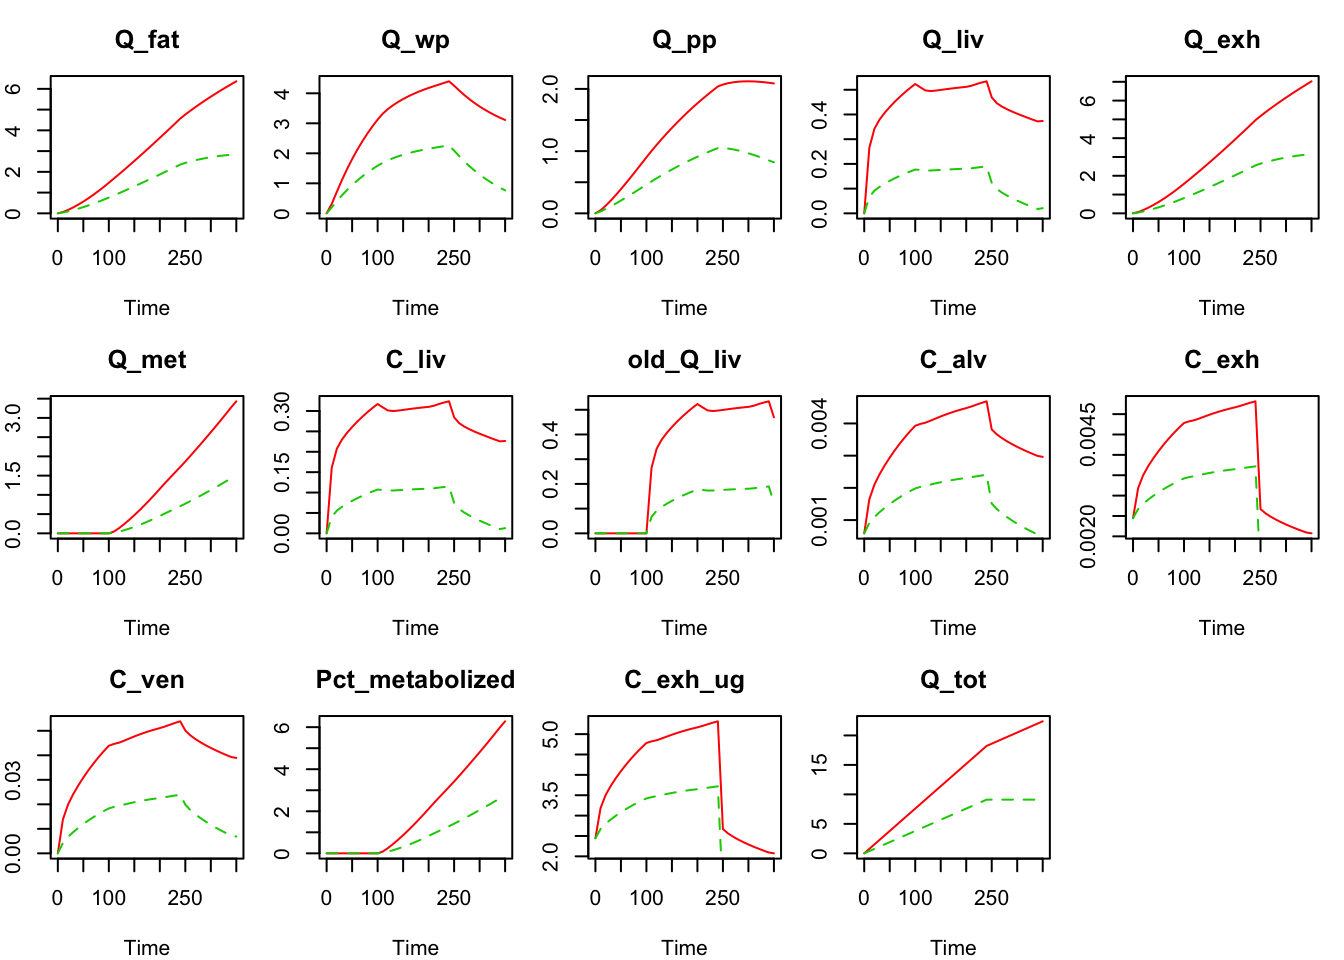 Q_fat Q_wp Q_pp Q_liv Q_exh
0 2 4 6
0 1 2 3 4
0.0 1.0 2.0
0.0 0.2 0.4
0 2 4 6
0 100 250 0 100 250 0 100 250 0 100 250 0 100 250
Time Time Time Time Time
Q_met C_liv old_Q_liv C_alv C_exh
0.0 1.5 3.0
0.00 0.15 0.30
0.0 0.2 0.4
0.001 0.004
0.0020 0.0045
0 100 250 0 100 250 0 100 250 0 100 250 0 100 250
Time Time Time Time Time
C_ven Pct_metabolized C_exh_ug Q_tot
0.00 0.03
0 2 4 6
2.0 3.5 5.0
0 5 15
0 100 250 0 100 250 0 100 250 0 100 250
Time Time Time Time